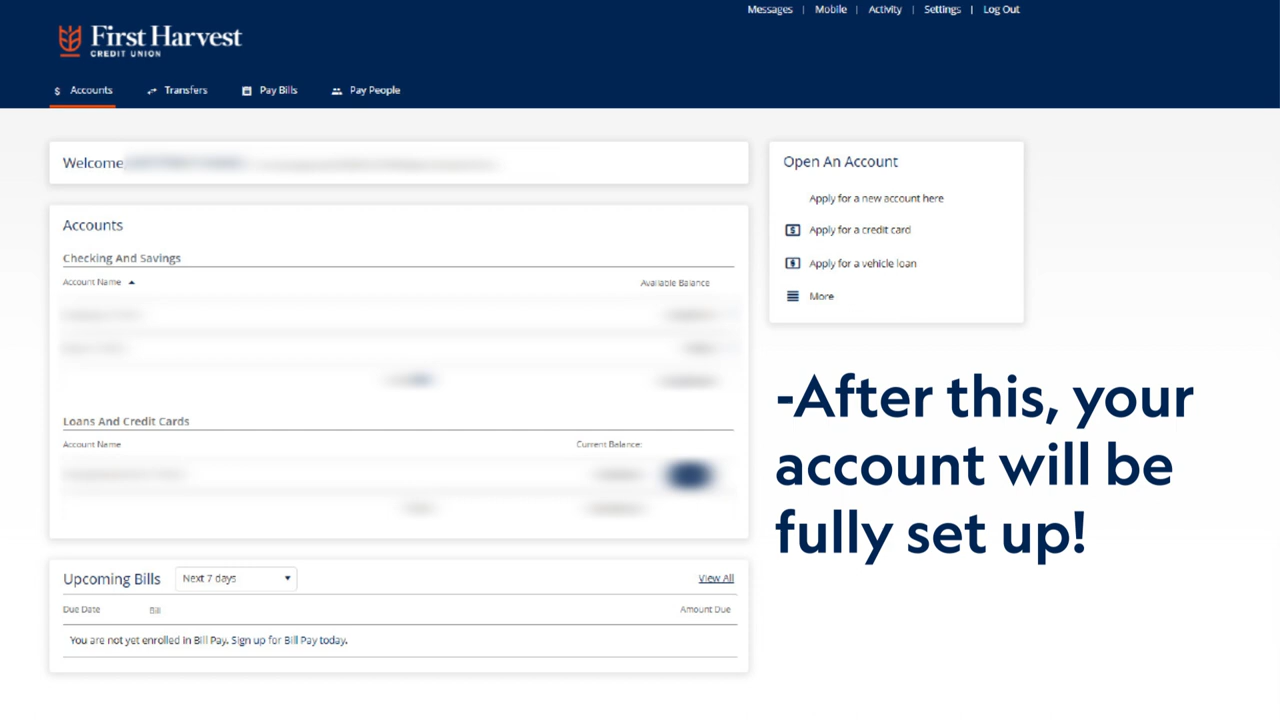 Messages | Mobile | Activity | Settings | Log Out
First Harvest
CREDIT UNION
$ Accounts
Transfers
Pay Bills
Pay People
Welcome
Open An Account
Apply for a new account here
Apply for a credit card
Apply for a vehicle loan
More
Accounts
Checking And Savings
Account Name Available Balance
Loans And Credit Cards
Account Name Current Balance:
-After this, your
account will be
fully set up!
Upcoming Bills Next 7 days View All
Due Date Bill Amount Due
You are not yet enrolled in Bill Pay. Sign up for Bill Pay today.